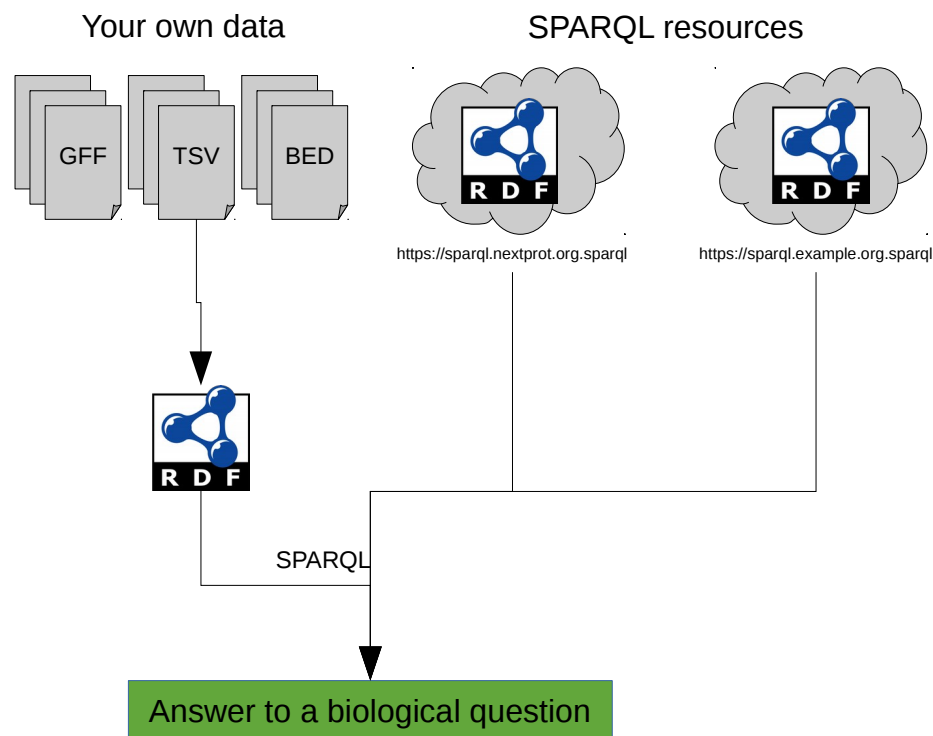 Your own data
SPARQL resources
GFF
TSV
BED
RDF
RDF
https://sparql.nextprot.org.sparql
https://sparql.example.org.sparql
RDF
SPARQL
Answer to a biological question